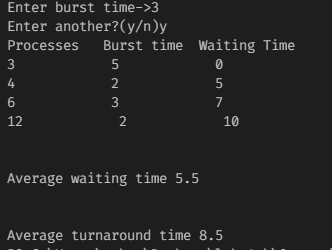 Enter burst time->3
Enter another?(y/n)y
Processes Burst time Waiting Time
3 5 0
4 2 5
6 3 7
12 2 10
Average waiting time 5.5
Average turnaround time 8.5